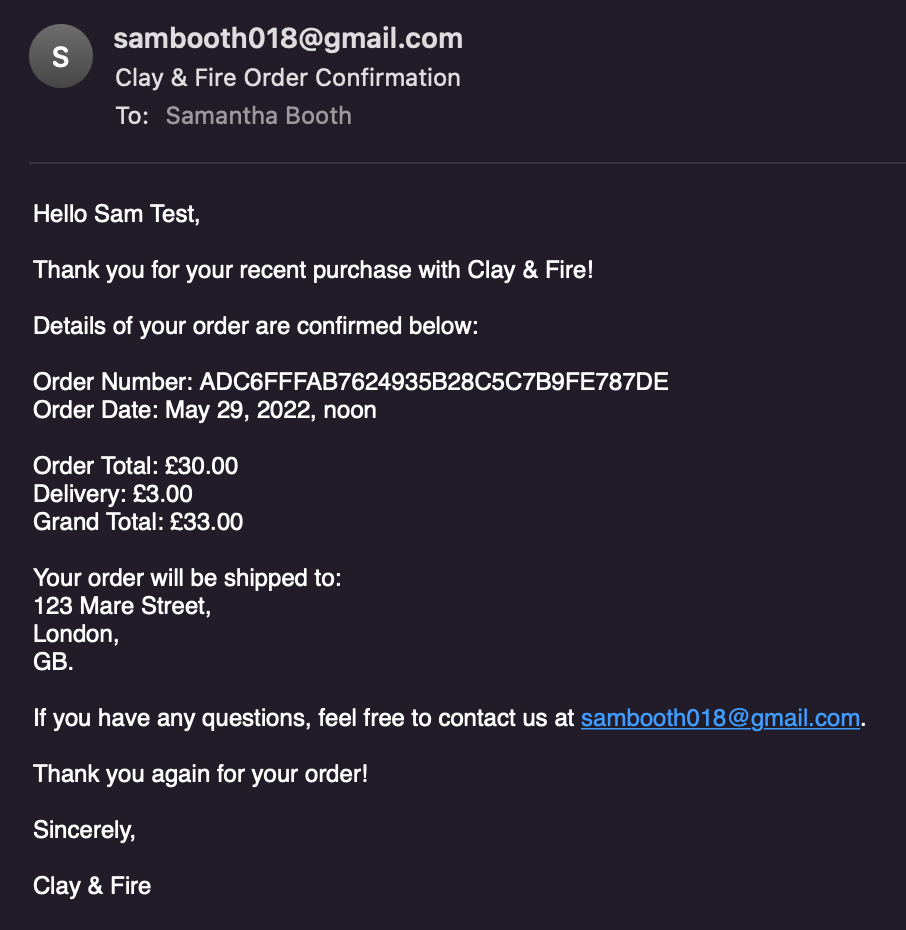 S
sambooth018@gmail.com
Clay & Fire Order Confirmation
To: Samantha Booth
Hello Sam Test,
Thank you for your recent purchase with Clay & Fire!
Details of your order are confirmed below:
Order Number: ADC6FFFAB7624935B28C5C7B9FE787DE
Order Date: May 29, 2022, noon
Order Total: £30.00
Delivery: £3.00
Grand Total: £33.00
Your order will be shipped to:
123 Mare Street,
London,
GB.
If you have any questions, feel free to contact us at sambooth018@gmail.com.
Thank you again for your order!
Sincerely,
Clay & Fire